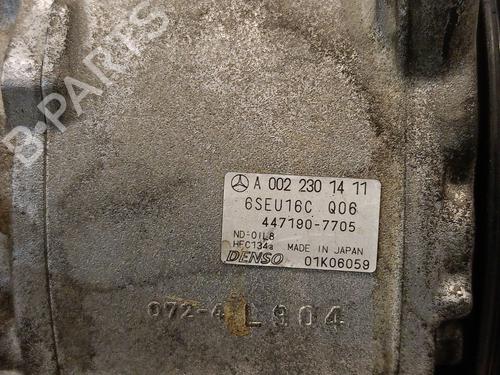 B-PARTS
A 002 230 14 11
6SEU16C Q06
447190-7705
ND-OIL8
HFC134a MADE IN JAPAN
DENSO 01K06059
072-4 L904